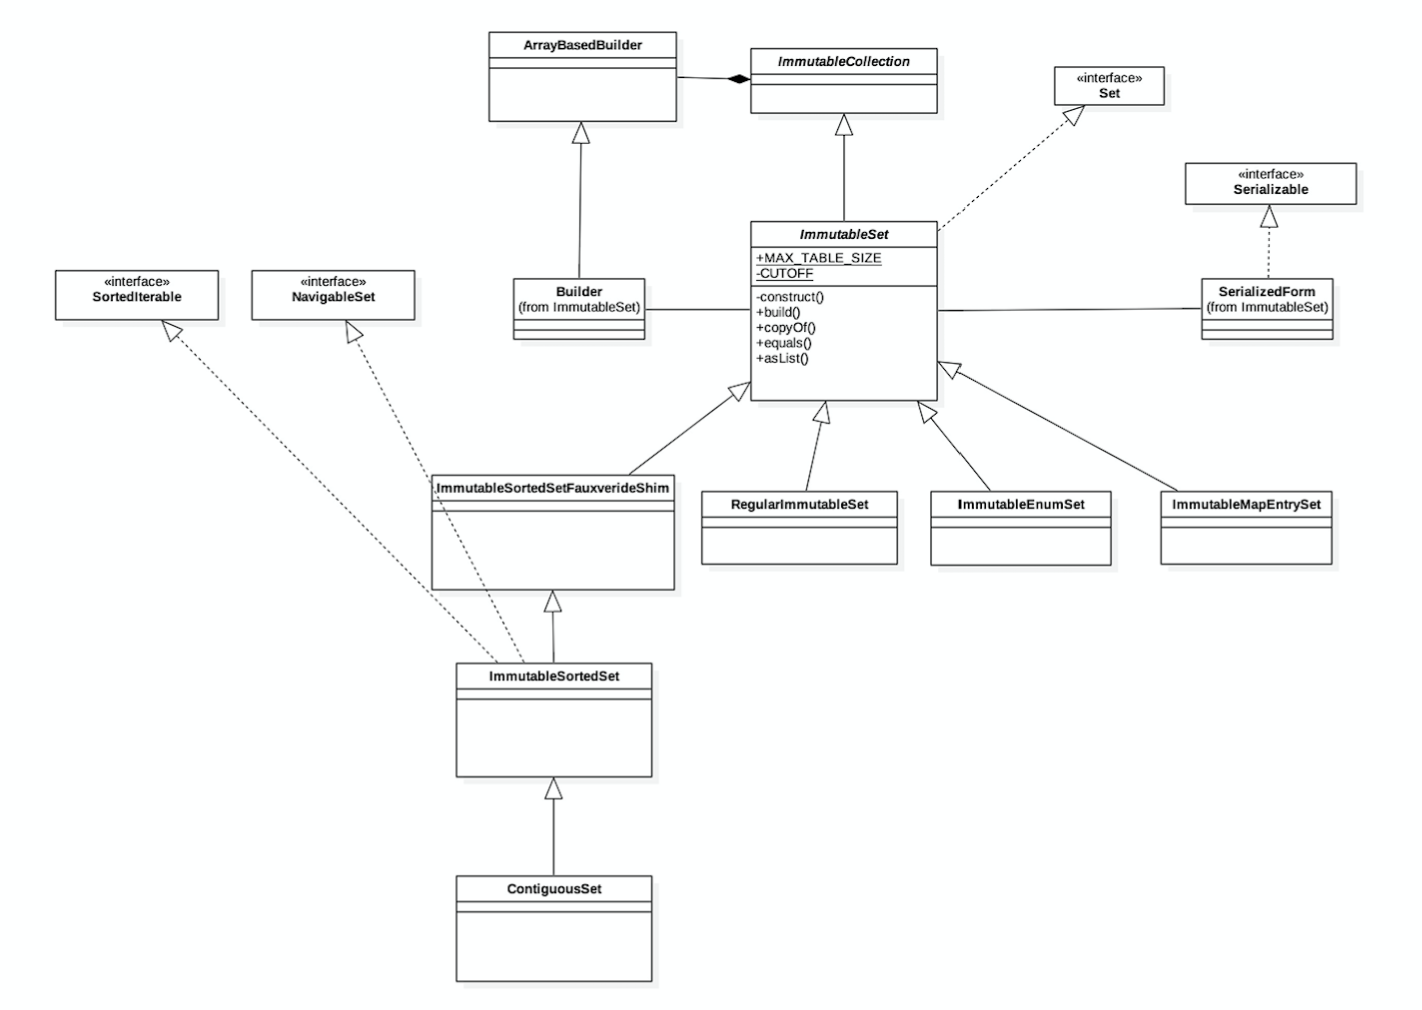 ArrayBasedBuilder
ImmutableCollection
«interface»
Set
«interface»
Serializable
ImmutableSet
+MAX_TABLE_SIZE
-CUTOFF
-construct()
+build()
+copyOf()
+equals()
+asList()
«interface»
SortedIterable
«interface»
NavigableSet
Builder
(from ImmutableSet)
SerializedForm
(from ImmutableSet)
ImmutableSortedSetFauxverideShim
RegularImmutableSet
ImmutableEnumSet
ImmutableMapEntrySet
ImmutableSortedSet
ContiguousSet